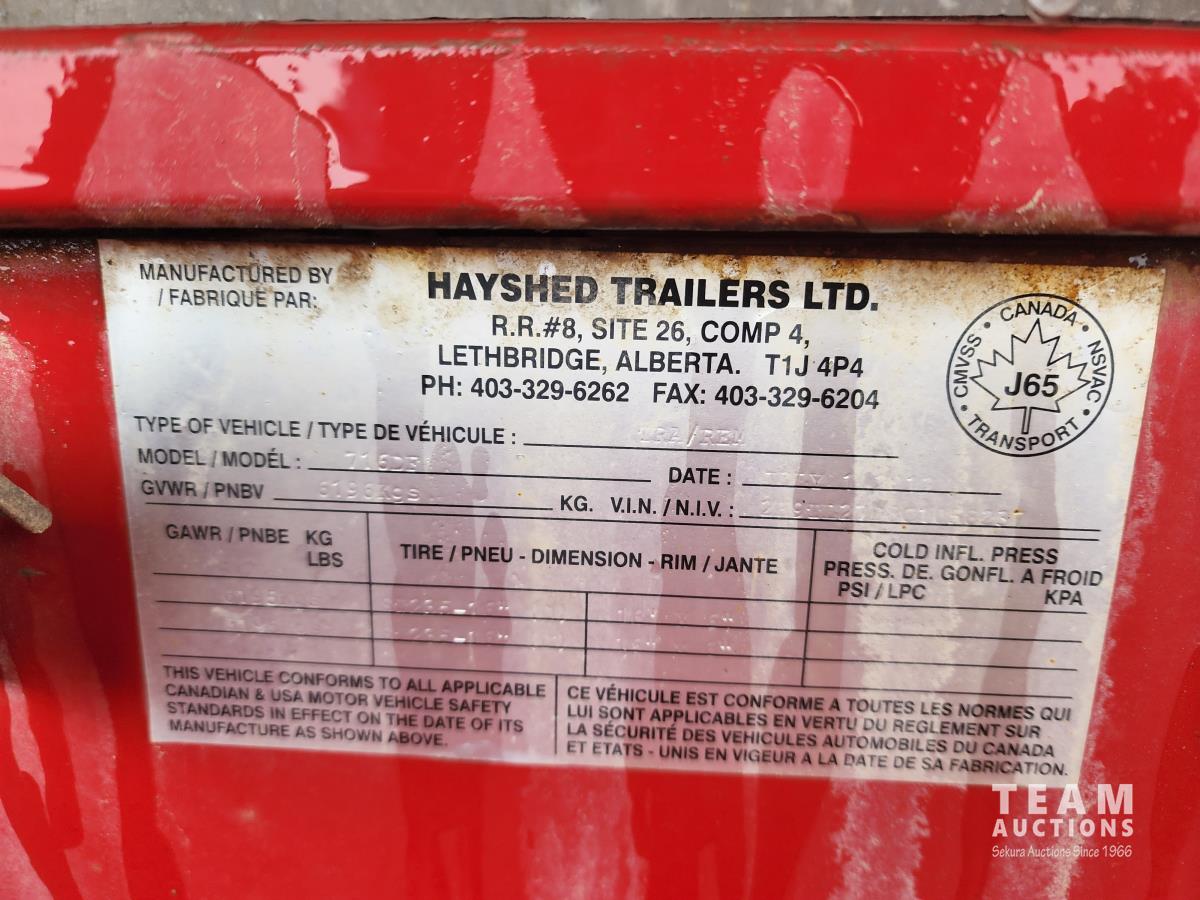 MANUFACTURED BY
/ FABRIQUÉ PAR:
HAYSHED TRAILERS LTD.
R.R.#8, SITE 26, COMP 4,
LETHBRIDGE, ALBERTA. T1J 4P4
PH: 403-329-6262 FAX: 403-329-6204
CANADA
CMVSS • NSVAC
J65
TRANSPORT
TYPE OF VEHICLE / TYPE DE VÉHICULE : TRA/REM
MODEL / MODÉL : DATE :
GVWR / PNBV 6196Kgs KG. V.I.N. / N.I.V. :
GAWR / PNBE KG
LBS
TIRE / PNEU - DIMENSION - RIM / JANTE
COLD INFL. PRESS
PRESS. DE. GONFL. A FROID
PSI / LPC KPA
THIS VEHICLE CONFORMS TO ALL APPLICABLE
CANADIAN & USA MOTOR VEHICLE SAFETY
STANDARDS IN EFFECT ON THE DATE OF ITS
MANUFACTURE AS SHOWN ABOVE.
CE VÉHICULE EST CONFORME A TOUTES LES NORMES QUI
LUI SONT APPLICABLES EN VERTU DU REGLEMENT SUR
LA SÉCURITÉ DES VEHICULES AUTOMOBILES DU CANADA
ET ETATS - UNIS EN VIGEUR A LA DATE DE SA FABRICATION.
TEAM
AUCTIONS
Sekura Auctions Since 1966